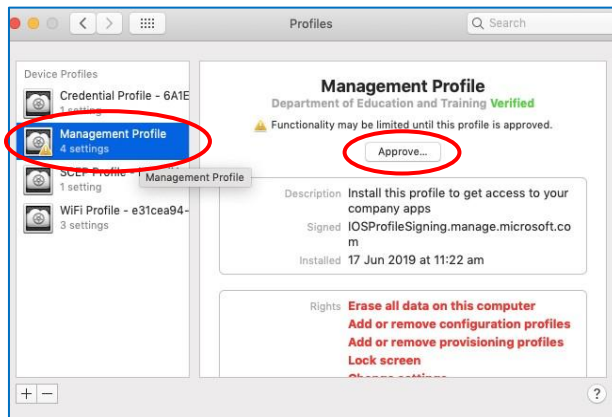 Profiles
Search
Device Profiles
Credential Profile - 6A1E
1 setting
Management Profile
4 settings
1 setting
Management Profile
WiFi Profile - e31cea94-
3 settings
Management Profile
Department of Education and Training Verified
Functionality may be limited until this profile is approved.
Approve...
Description Install this profile to get access to your
company apps
Signed IOSProfileSigning.manage.microsoft.co
m
Installed 17 Jun 2019 at 11:22 am
Rights Erase all data on this computer
Add or remove configuration profiles
Add or remove provisioning profiles
Lock screen
Change settings
+ −
?